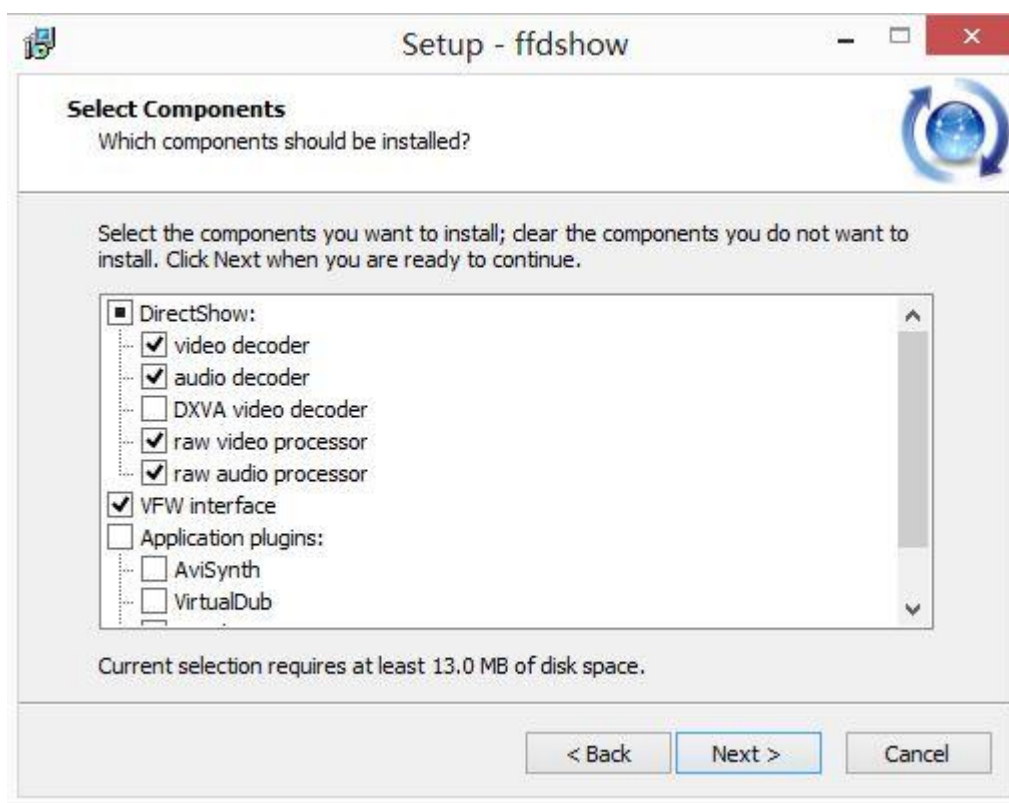 Setup - ffdshow
Select Components
Which components should be installed?
Select the components you want to install; clear the components you do not want to
install. Click Next when you are ready to continue.
DirectShow:
video decoder
audio decoder
DXVA video decoder
raw video processor
raw audio processor
VFW interface
Application plugins:
AviSynth
VirtualDub
Current selection requires at least 13.0 MB of disk space.
< Back
Next >
Cancel